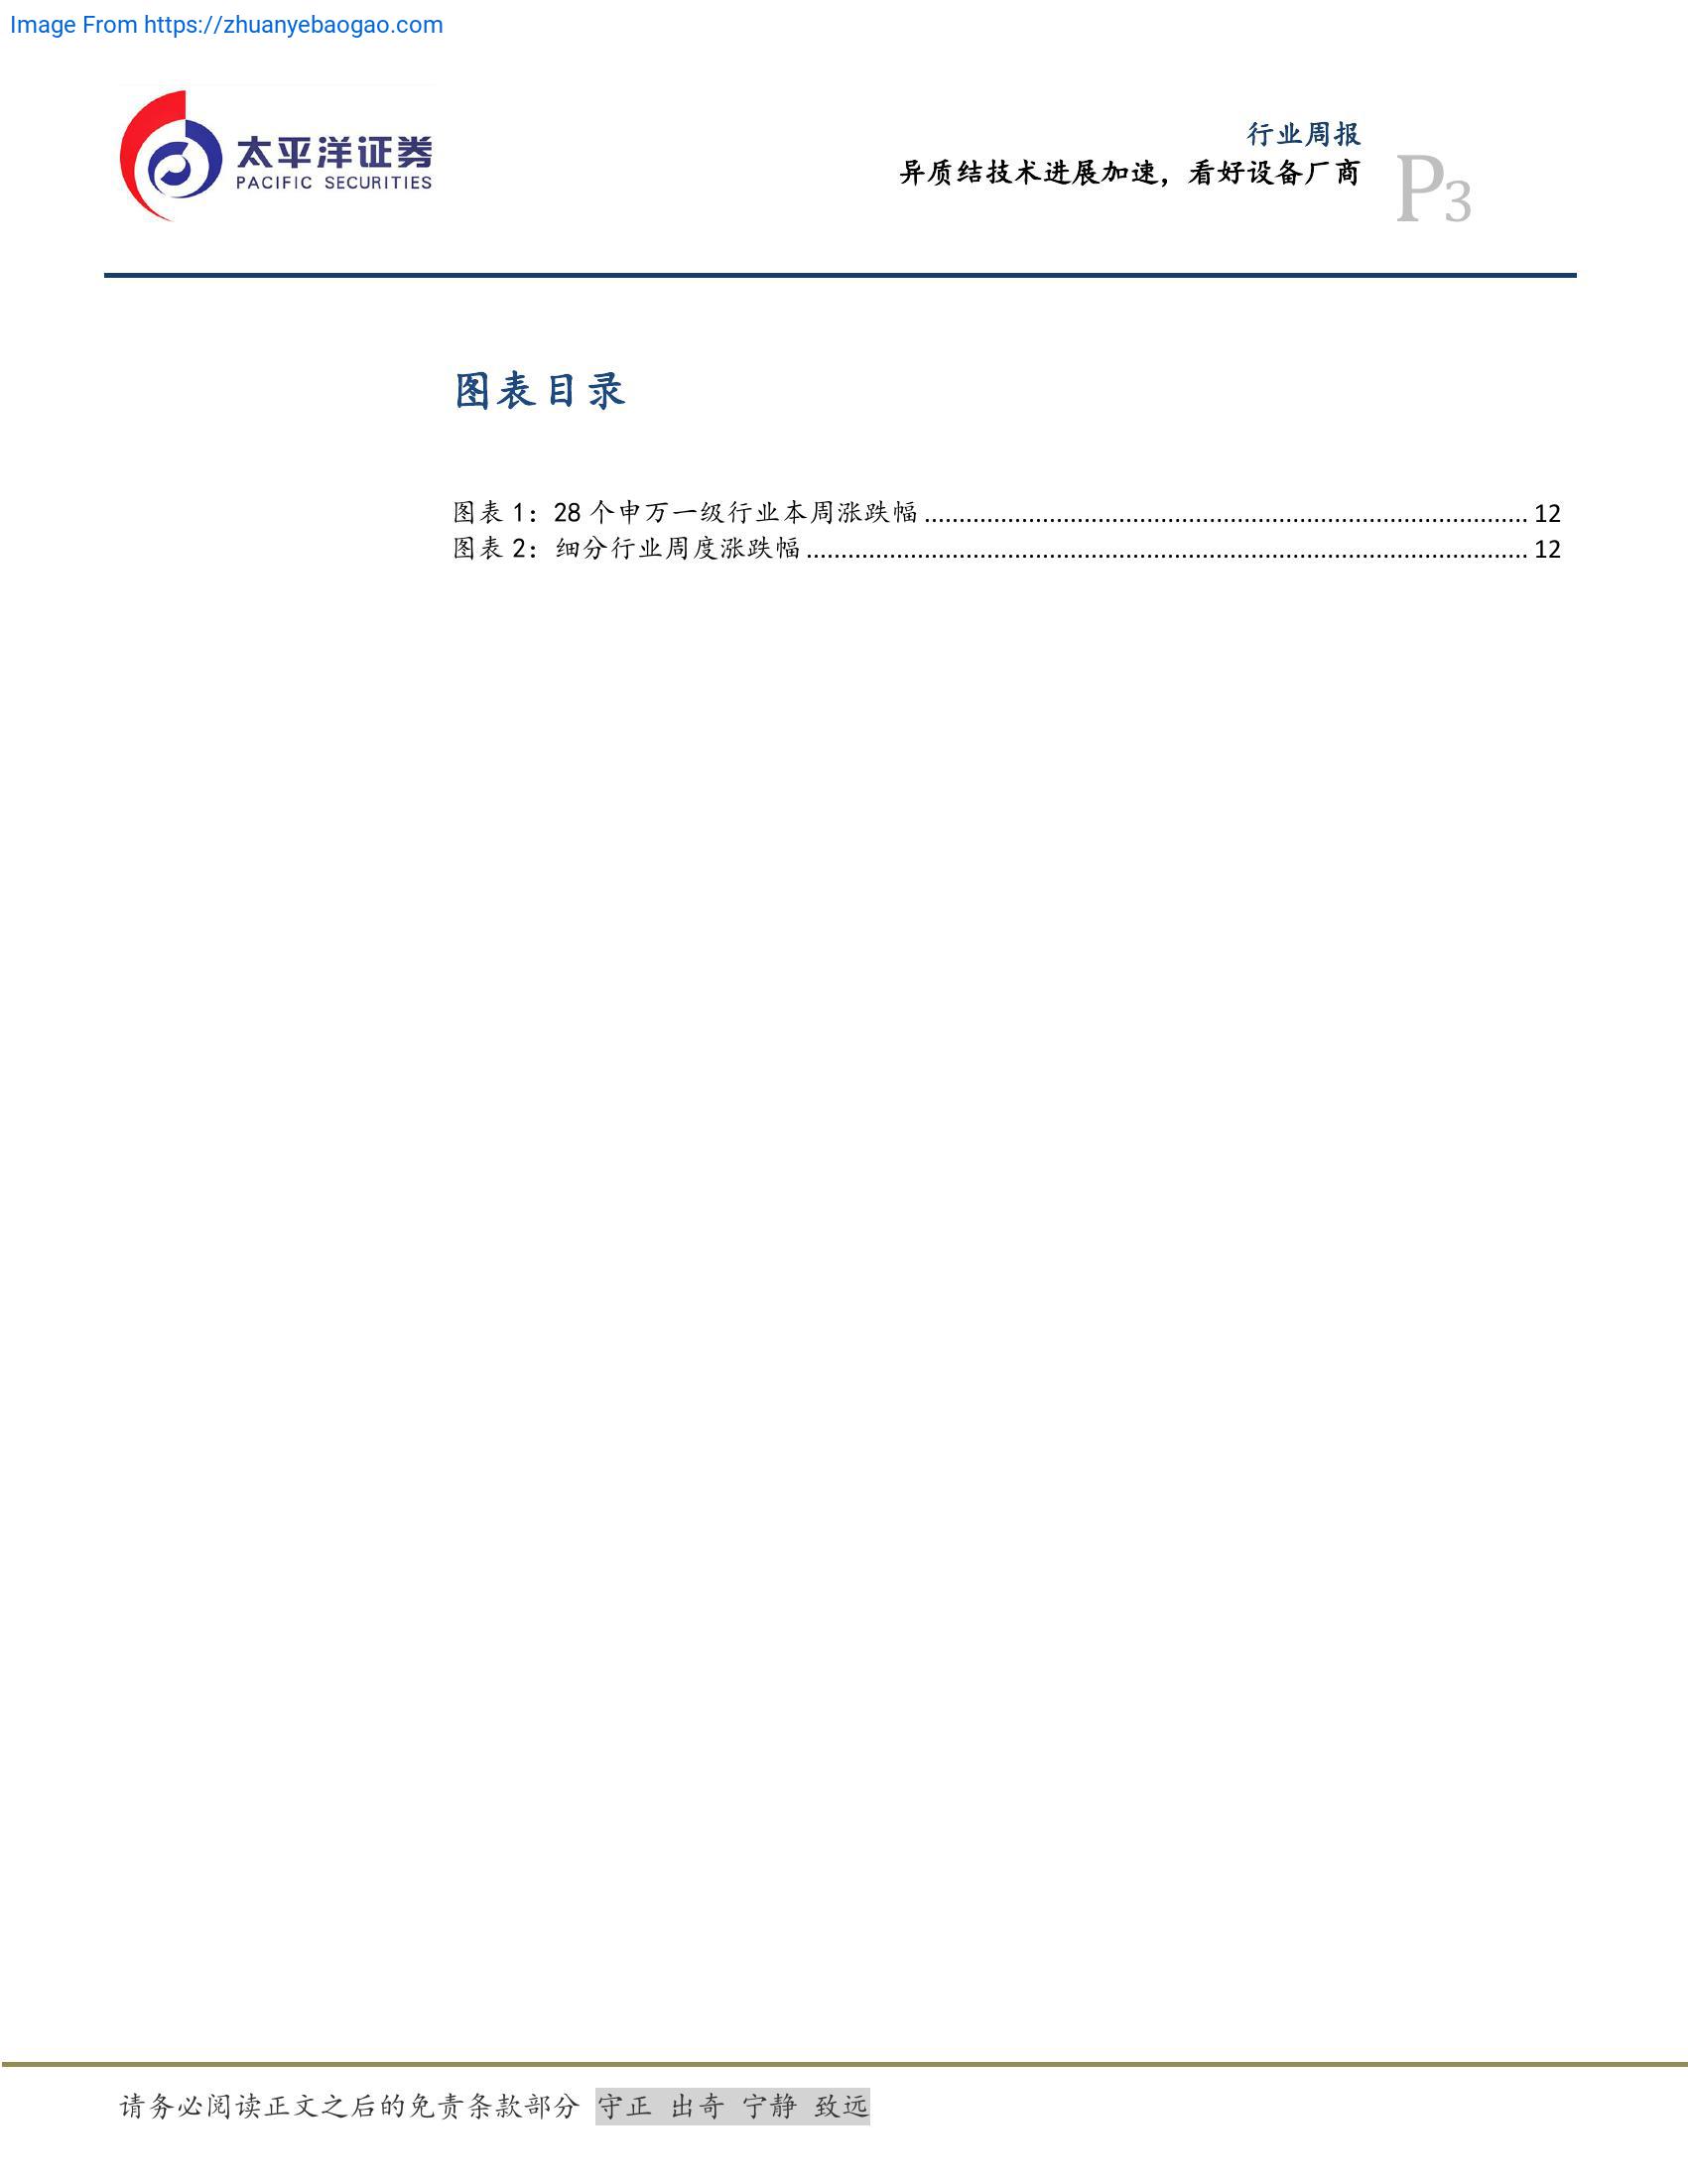 Image From https://zhuanyebaogao.com
太平洋证券
PACIFIC SECURITIES
行业周报
异质结技术进展加速，看好设备厂商
P3
图表目录
图表 1：28 个申万一级行业本周涨跌幅 ........................................................................................ 12
图表 2：细分行业周度涨跌幅 ......................................................................................................... 12
请务必阅读正文之后的免责条款部分 守正 出奇 宁静 致远